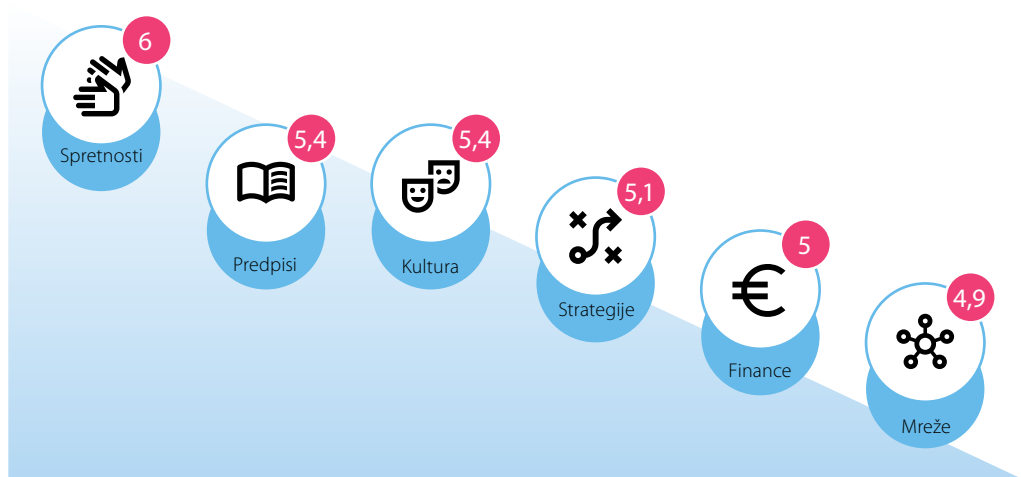 6
Spretnosti
5,4
Predpisi
5,4
Kultura
5,1
Strategije
5
Finance
4,9
Mreže